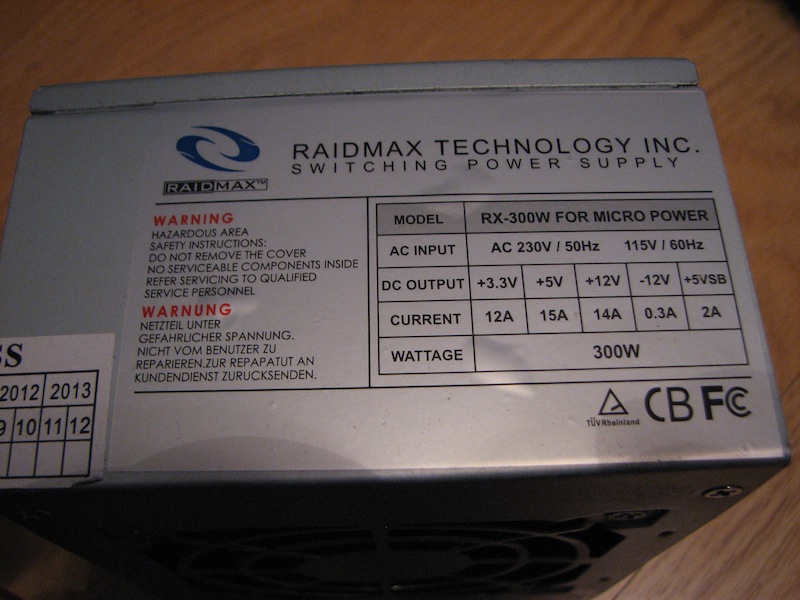 RAIDMAX TECHNOLOGY INC.
SWITCHING POWER SUPPLY
RAIDMAX™
WARNING
HAZARDOUS AREA
SAFETY INSTRUCTIONS:
DO NOT REMOVE THE COVER
NO SERVICEABLE COMPONENTS INSIDE
REFER SERVICING TO QUALIFIED
SERVICE PERSONNEL
WARNUNG
NETZTEIL UNTER
GEFAHRLICHER SPANNUNG.
NICHT VOM BENUTZER ZU
REPARIEREN.ZUR REPAPATUT AN
KUNDENDIENST ZURUCKSENDEN.
MODEL RX-300W FOR MICRO POWER
AC INPUT AC 230V / 50Hz 115V / 60Hz
DC OUTPUT +3.3V +5V +12V -12V +5VSB
CURRENT 12A 15A 14A 0.3A 2A
WATTAGE 300W
TÜVRheinland
CB FC
SS
2012 2013
9 10 11 12